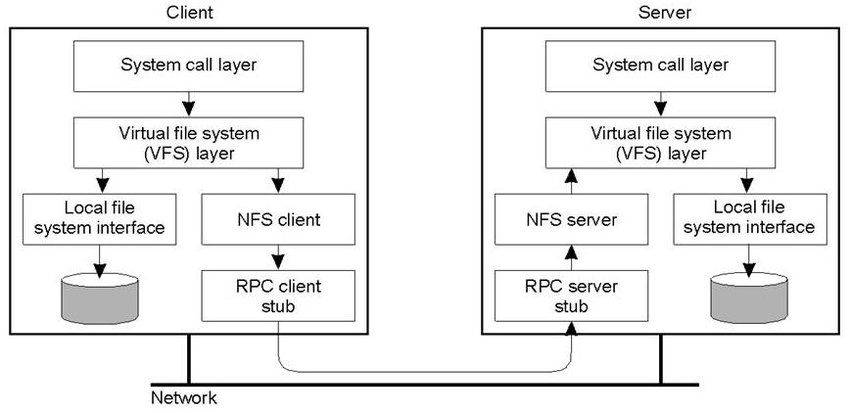 Client
System call layer
Virtual file system
(VFS) layer
Local file
system interface
NFS client
RPC client
stub
Server
System call layer
Virtual file system
(VFS) layer
NFS server
Local file
system interface
RPC server
stub
Network